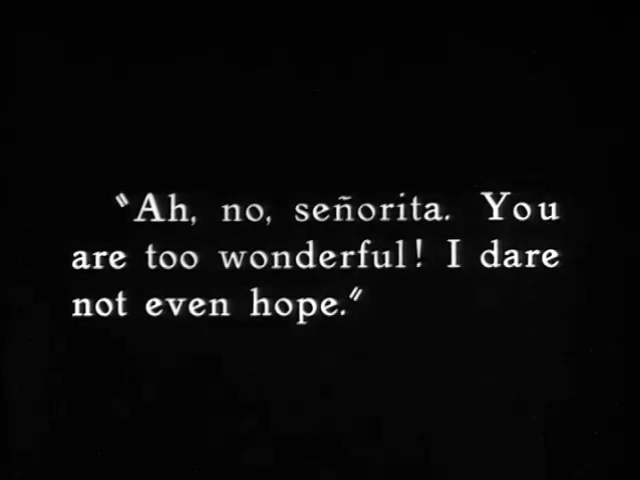 "Ah, no, señorita. You
are too wonderful! I dare
not even hope."